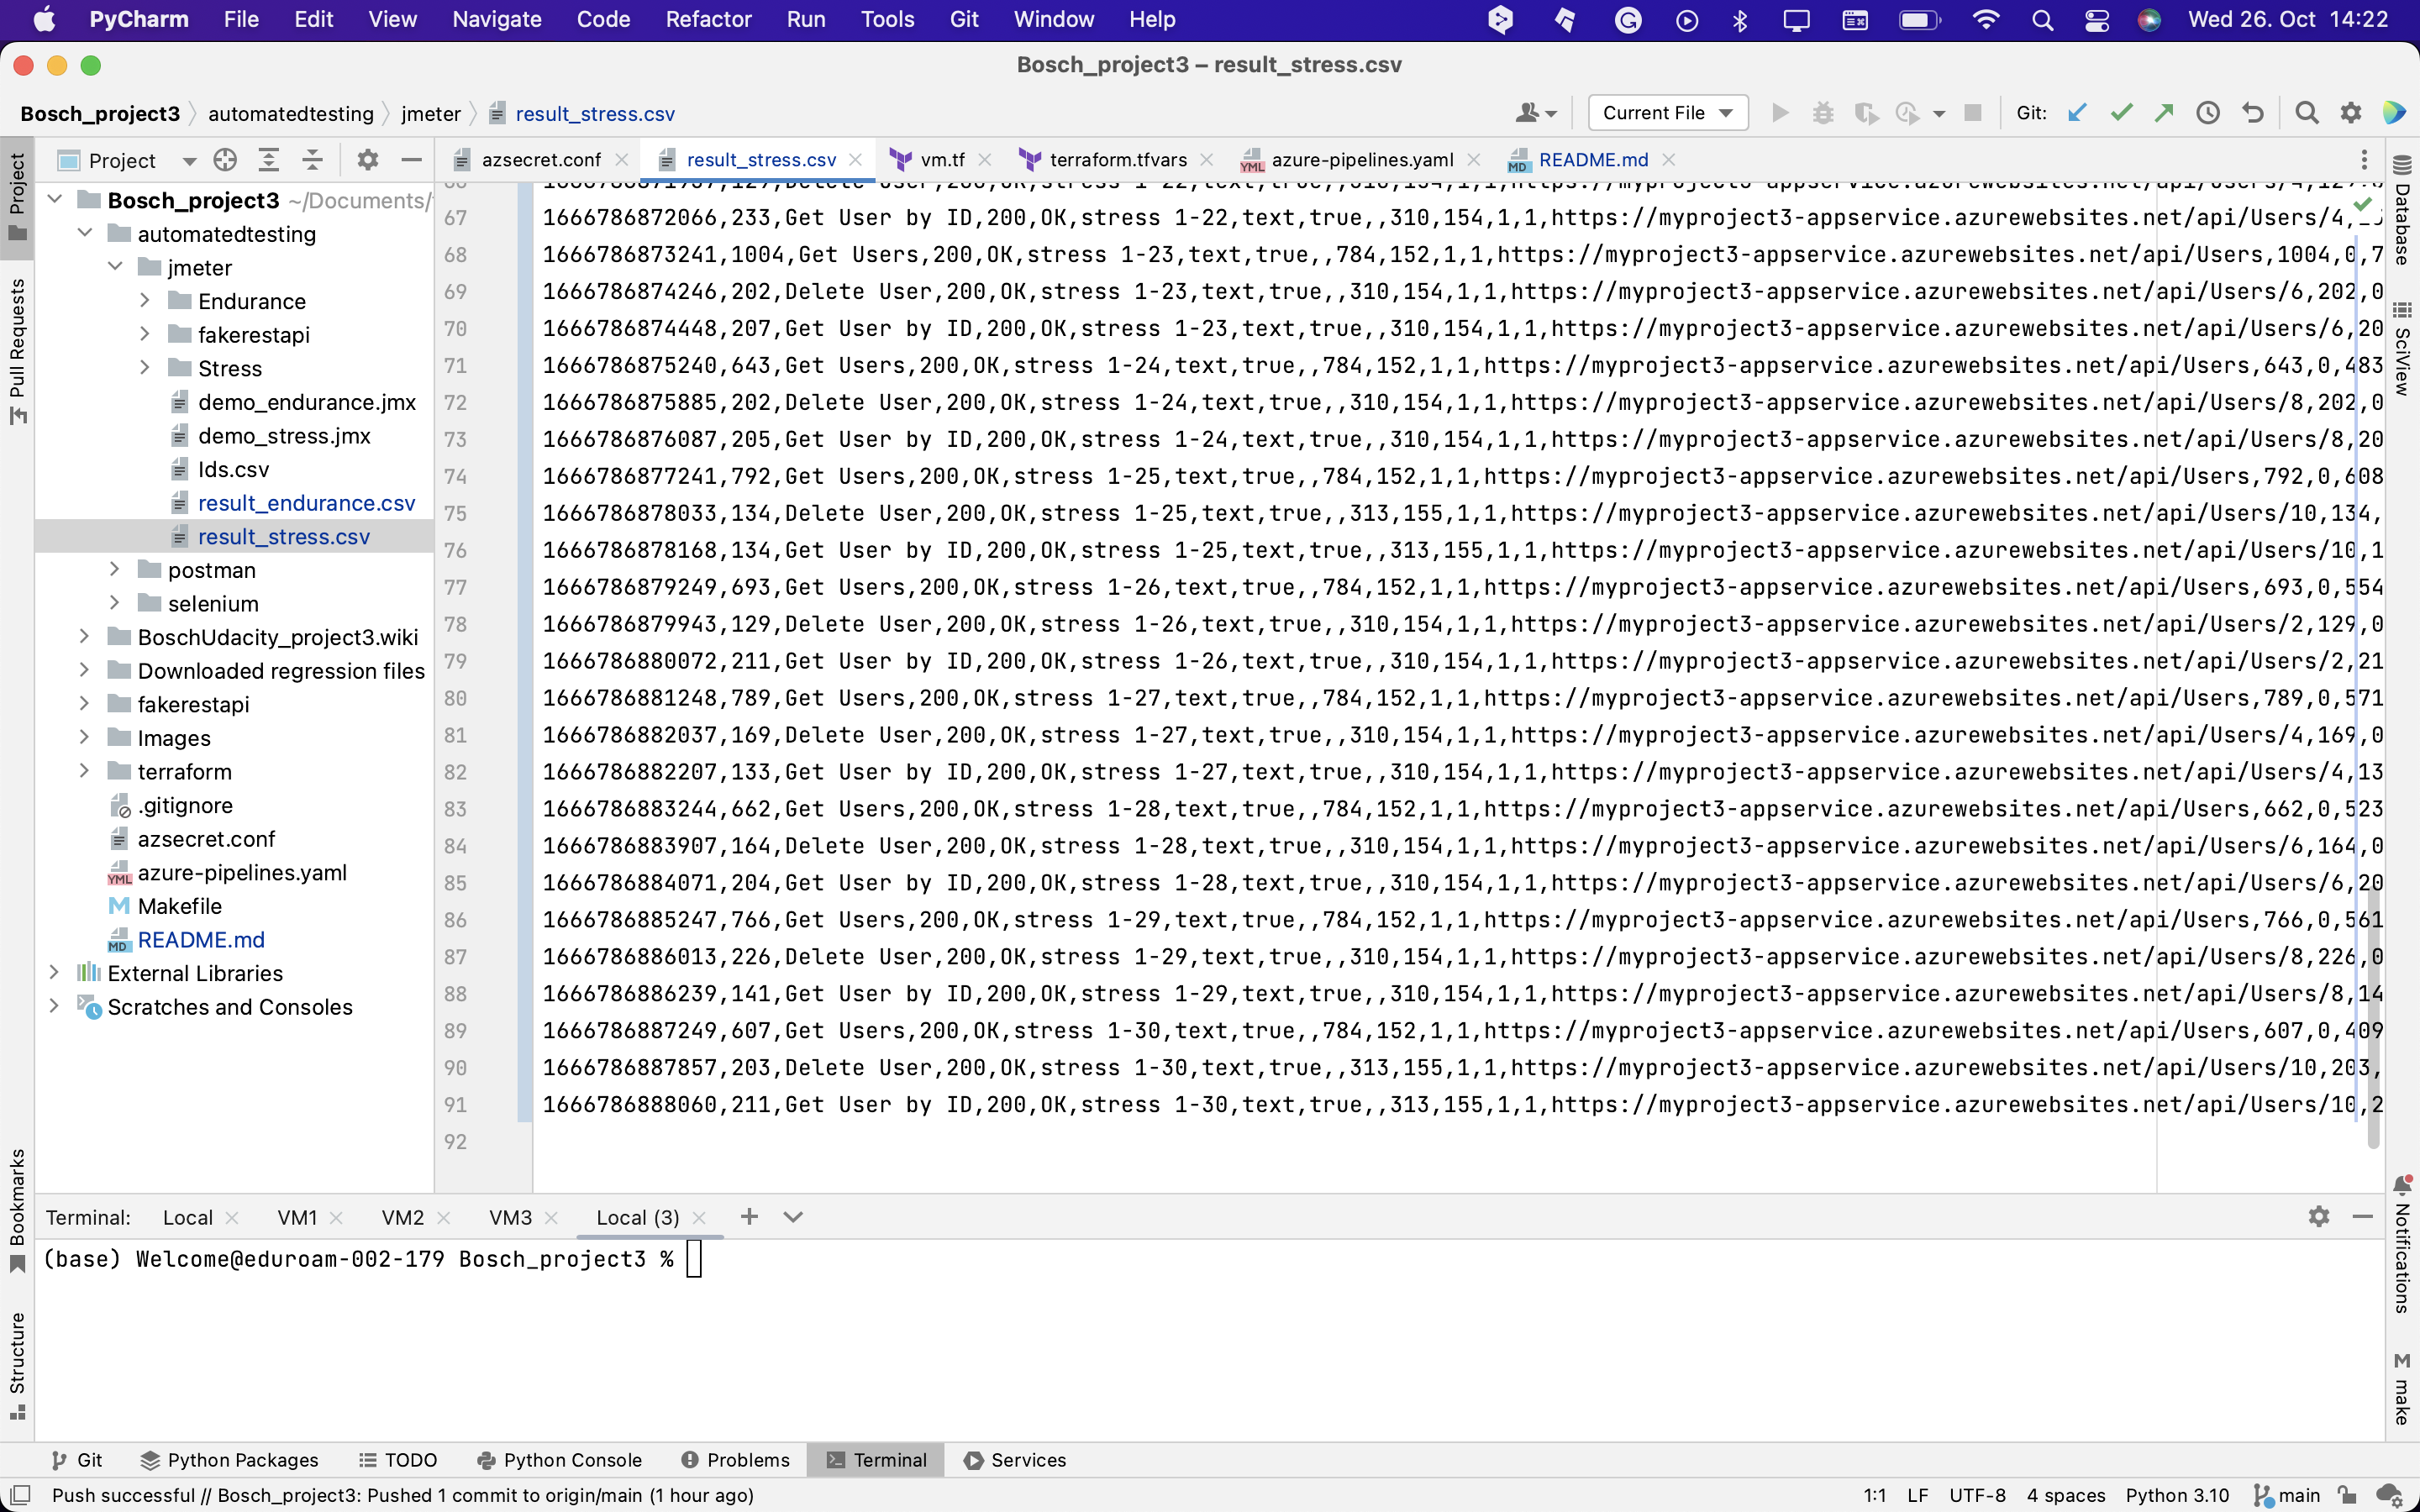 PyCharm File Edit View Navigate Code Refactor Run Tools Git Window Help Wed 26. Oct 14:22
Bosch_project3 – result_stress.csv
Bosch_project3 automatedtesting jmeter result_stress.csv Current File Git:
Project azsecret.conf result_stress.csv vm.tf terraform.tfvars azure-pipelines.yaml README.md
Project
Pull Requests
Bookmarks
Structure
Bosch_project3 ~/Documents/
automatedtesting
jmeter
Endurance
fakerestapi
Stress
demo_endurance.jmx
demo_stress.jmx
Ids.csv
result_endurance.csv
result_stress.csv
postman
selenium
BoschUdacity_project3.wiki
Downloaded regression files
fakerestapi
Images
terraform
.gitignore
azsecret.conf
YML azure-pipelines.yaml
Makefile
MD README.md
External Libraries
Scratches and Consoles
67 1666786872066,233,Get User by ID,200,OK,stress 1-22,text,true,,310,154,1,1,https://myproject3-appservice.azurewebsites.net/api/Users/4,
68 1666786873241,1004,Get Users,200,OK,stress 1-23,text,true,,784,152,1,1,https://myproject3-appservice.azurewebsites.net/api/Users,1004,0,7
69 1666786874246,202,Delete User,200,OK,stress 1-23,text,true,,310,154,1,1,https://myproject3-appservice.azurewebsites.net/api/Users/6,202,0
70 1666786874448,207,Get User by ID,200,OK,stress 1-23,text,true,,310,154,1,1,https://myproject3-appservice.azurewebsites.net/api/Users/6,20
71 1666786875240,643,Get Users,200,OK,stress 1-24,text,true,,784,152,1,1,https://myproject3-appservice.azurewebsites.net/api/Users,643,0,483
72 1666786875885,202,Delete User,200,OK,stress 1-24,text,true,,310,154,1,1,https://myproject3-appservice.azurewebsites.net/api/Users/8,202,0
73 1666786876087,205,Get User by ID,200,OK,stress 1-24,text,true,,310,154,1,1,https://myproject3-appservice.azurewebsites.net/api/Users/8,20
74 1666786877241,792,Get Users,200,OK,stress 1-25,text,true,,784,152,1,1,https://myproject3-appservice.azurewebsites.net/api/Users,792,0,608
75 1666786878033,134,Delete User,200,OK,stress 1-25,text,true,,313,155,1,1,https://myproject3-appservice.azurewebsites.net/api/Users/10,134,
76 1666786878168,134,Get User by ID,200,OK,stress 1-25,text,true,,313,155,1,1,https://myproject3-appservice.azurewebsites.net/api/Users/10,1
77 1666786879249,693,Get Users,200,OK,stress 1-26,text,true,,784,152,1,1,https://myproject3-appservice.azurewebsites.net/api/Users,693,0,554
78 1666786879943,129,Delete User,200,OK,stress 1-26,text,true,,310,154,1,1,https://myproject3-appservice.azurewebsites.net/api/Users/2,129,0
79 1666786880072,211,Get User by ID,200,OK,stress 1-26,text,true,,310,154,1,1,https://myproject3-appservice.azurewebsites.net/api/Users/2,21
80 1666786881248,789,Get Users,200,OK,stress 1-27,text,true,,784,152,1,1,https://myproject3-appservice.azurewebsites.net/api/Users,789,0,571
81 1666786882037,169,Delete User,200,OK,stress 1-27,text,true,,310,154,1,1,https://myproject3-appservice.azurewebsites.net/api/Users/4,169,0
82 1666786882207,133,Get User by ID,200,OK,stress 1-27,text,true,,310,154,1,1,https://myproject3-appservice.azurewebsites.net/api/Users/4,13
83 1666786883244,662,Get Users,200,OK,stress 1-28,text,true,,784,152,1,1,https://myproject3-appservice.azurewebsites.net/api/Users,662,0,523
84 1666786883907,164,Delete User,200,OK,stress 1-28,text,true,,310,154,1,1,https://myproject3-appservice.azurewebsites.net/api/Users/6,164,0
85 1666786884071,204,Get User by ID,200,OK,stress 1-28,text,true,,310,154,1,1,https://myproject3-appservice.azurewebsites.net/api/Users/6,20
86 1666786885247,766,Get Users,200,OK,stress 1-29,text,true,,784,152,1,1,https://myproject3-appservice.azurewebsites.net/api/Users,766,0,561
87 1666786886013,226,Delete User,200,OK,stress 1-29,text,true,,310,154,1,1,https://myproject3-appservice.azurewebsites.net/api/Users/8,226,0
88 1666786886239,141,Get User by ID,200,OK,stress 1-29,text,true,,310,154,1,1,https://myproject3-appservice.azurewebsites.net/api/Users/8,14
89 1666786887249,607,Get Users,200,OK,stress 1-30,text,true,,784,152,1,1,https://myproject3-appservice.azurewebsites.net/api/Users,607,0,409
90 1666786887857,203,Delete User,200,OK,stress 1-30,text,true,,313,155,1,1,https://myproject3-appservice.azurewebsites.net/api/Users/10,203,
91 1666786888060,211,Get User by ID,200,OK,stress 1-30,text,true,,313,155,1,1,https://myproject3-appservice.azurewebsites.net/api/Users/10,2
92
Database
SciView
Notifications
make
Terminal: Local VM1 VM2 VM3 Local (3)
(base) Welcome@eduroam-002-179 Bosch_project3 %
Git Python Packages TODO Python Console Problems Terminal Services
Push successful // Bosch_project3: Pushed 1 commit to origin/main (1 hour ago) 1:1 LF UTF-8 4 spaces Python 3.10 main